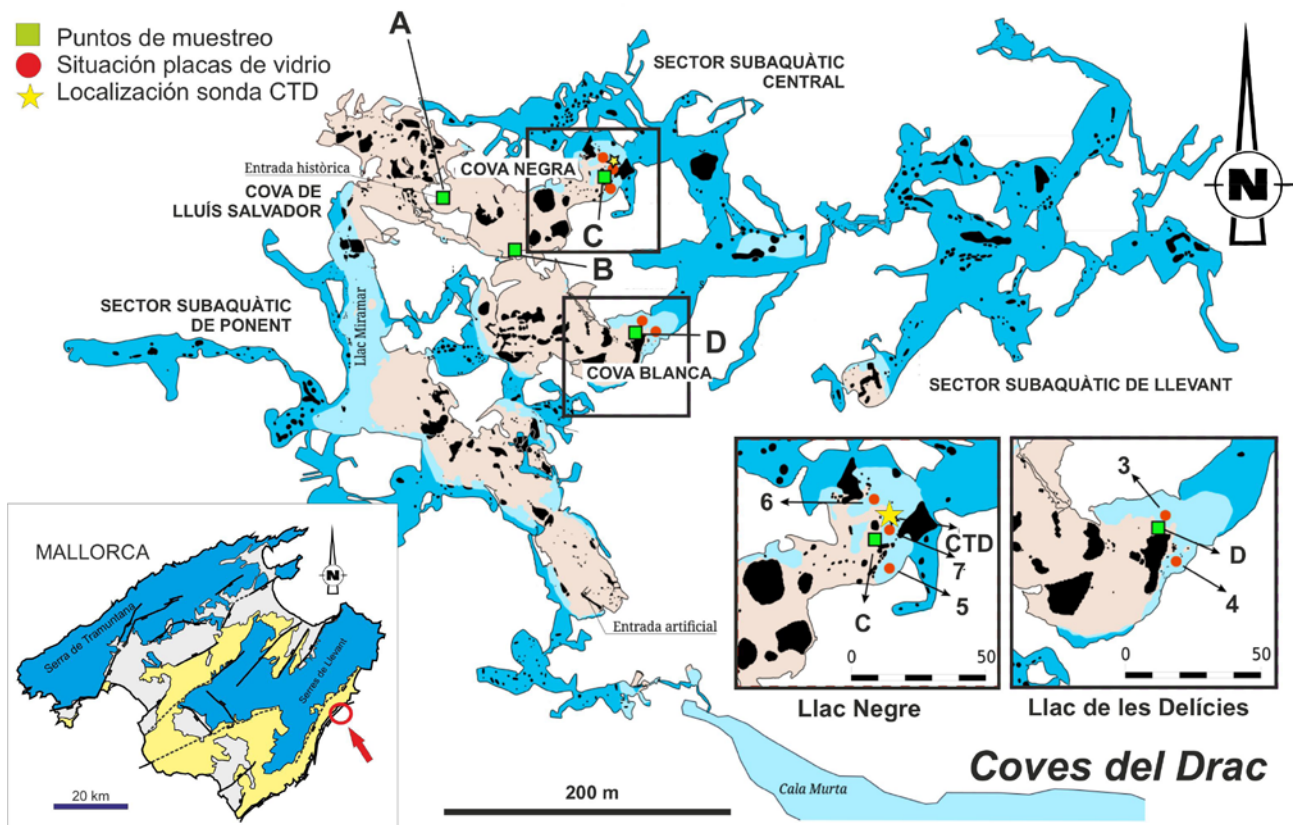 Puntos de muestreo
Situación placas de vidrio
Localización sonda CTD
A
SECTOR SUBAQUÀTIC
CENTRAL
Entrada històrica
COVA NEGRA
COVA DE
LLUÍS SALVADOR
C
B
N
SECTOR SUBAQUÀTIC
DE PONENT
Llac Miramar
D
COVA BLANCA
SECTOR SUBAQUÀTIC DE LLEVANT
Entrada artificial
6
CTD
7
5
C
0
50
Llac Negre
3
D
4
0
50
Llac de les Delícies
MALLORCA
N
Serra de Tramuntana
Serres de Llevant
20 km
200 m
Cala Murta
Coves del Drac